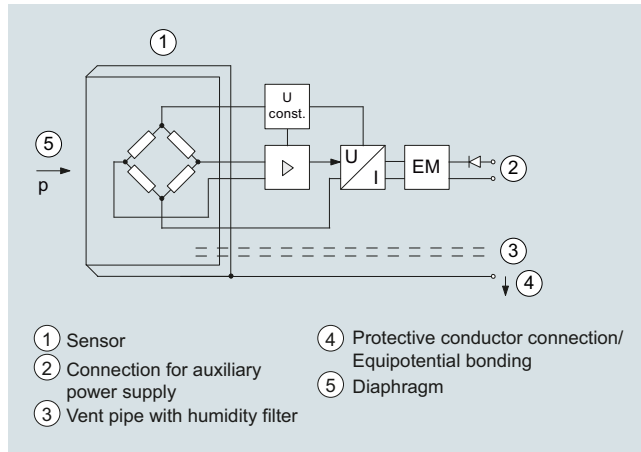 1
U
const.
5
p
U
I
EM
2
3
4
1 Sensor
2 Connection for auxiliary
power supply
3 Vent pipe with humidity filter
4 Protective conductor connection/
Equipotential bonding
5 Diaphragm